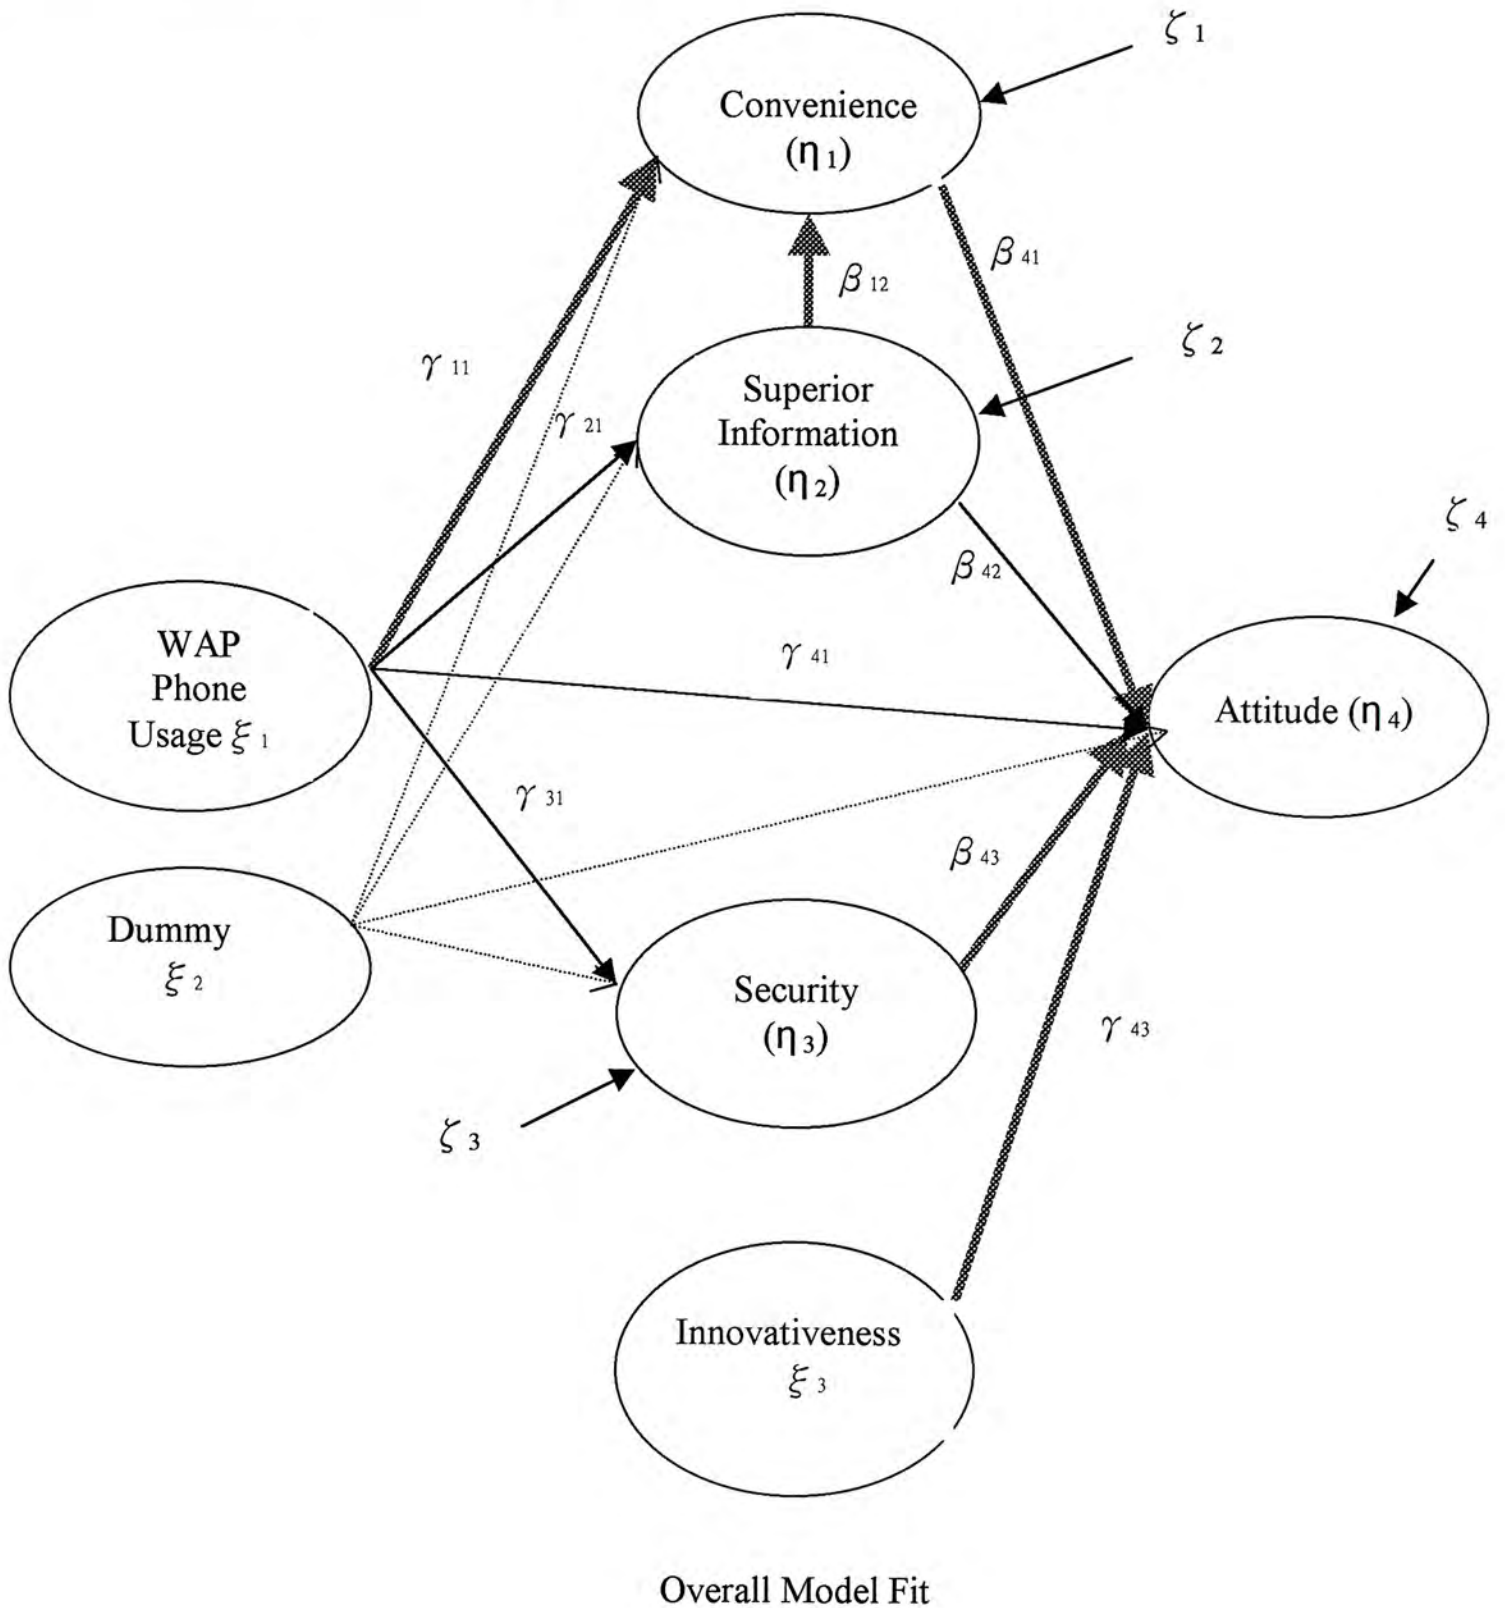 ζ 1
Convenience
(η 1)
β 41
β 12
ζ 2
γ 11
Superior
Information
(η 2)
γ 21
ζ 4
β 42
WAP
Phone
Usage ξ 1
γ 41
Attitude (η 4)
γ 31
β 43
Dummy
ξ 2
Security
(η 3)
γ 43
ζ 3
Innovativeness
ξ 3
Overall Model Fit